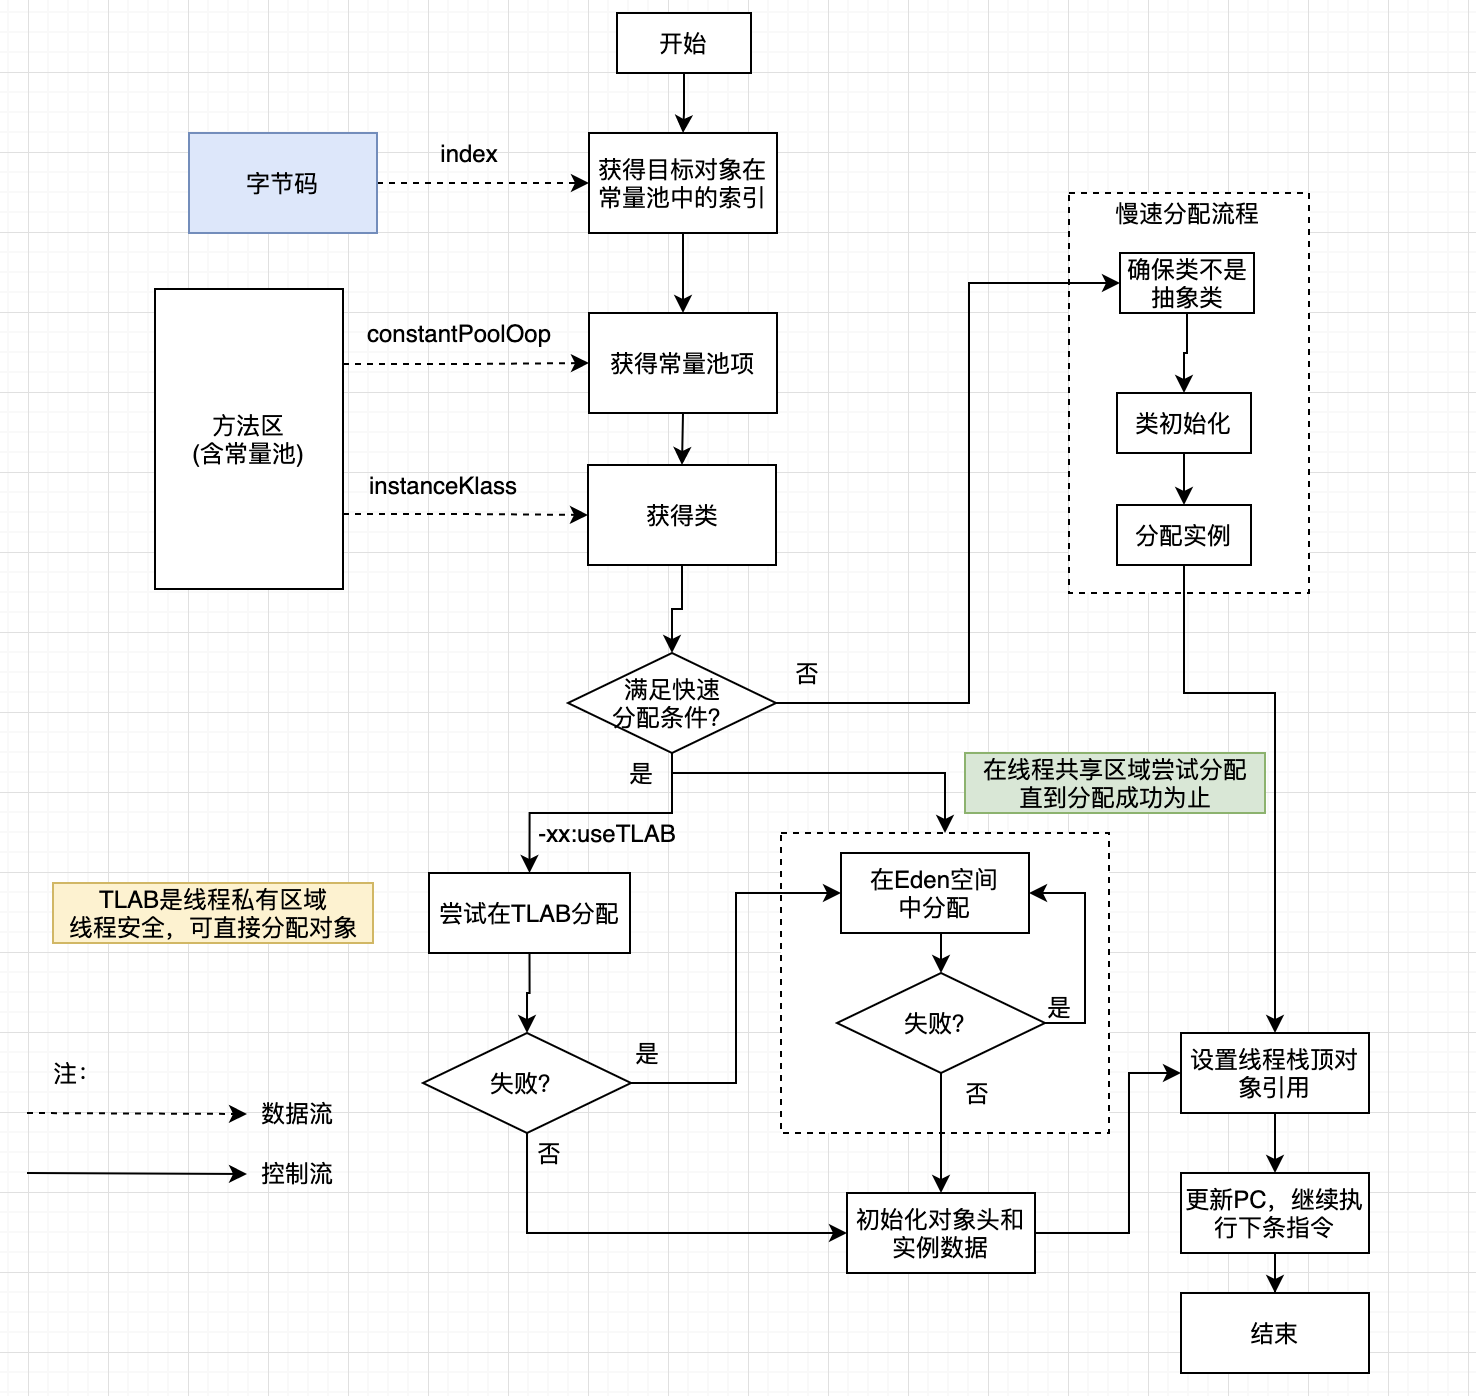 开始
字节码
index
获得目标对象在
常量池中的索引
慢速分配流程
确保类不是
抽象类
constantPoolOop
获得常量池项
方法区
(含常量池)
类初始化
instanceKlass
获得类
分配实例
满足快速
分配条件?
否
是
在线程共享区域尝试分配
直到分配成功为止
-xx:useTLAB
TLAB是线程私有区域
线程安全，可直接分配对象
尝试在TLAB分配
在Eden空间
中分配
失败?
是
失败?
是
否
否
注：
数据流
控制流
设置线程栈顶对
象引用
初始化对象头和
实例数据
更新PC，继续执
行下条指令
结束